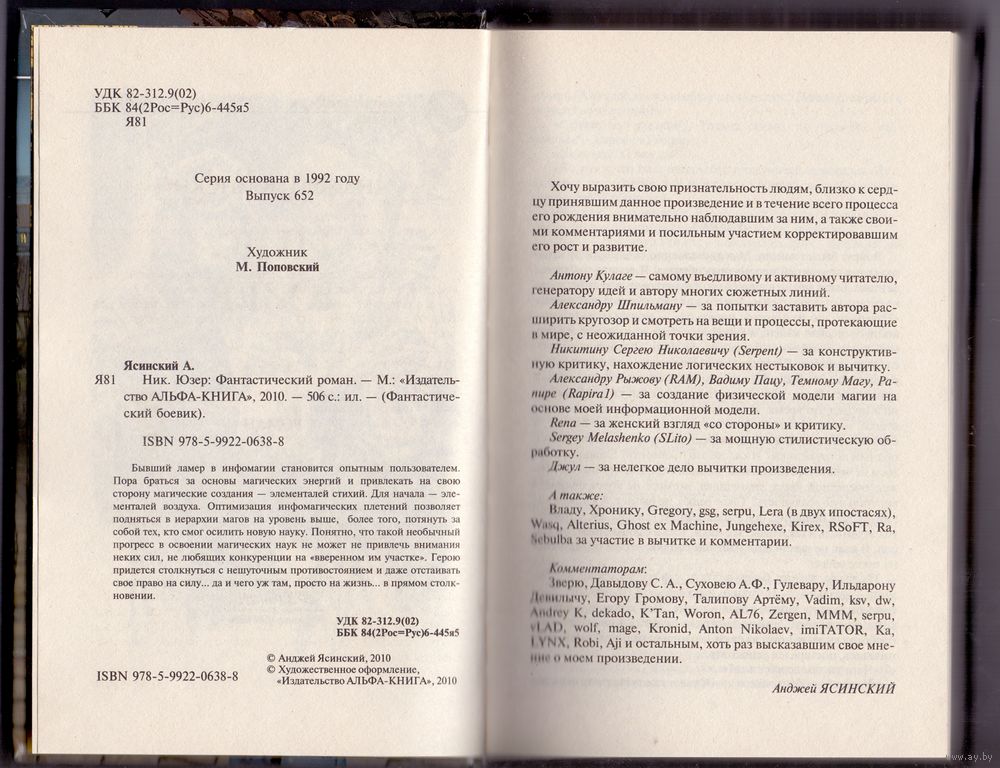 УДК 82-312.9(02)
ББК 84(2Рос=Рус)6-445я5
Я81
Серия основана в 1992 году
Выпуск 652
Художник
М. Поповский
Ясинский А.
Я81 Ник. Юзер: Фантастический роман. — М.: «Издатель-
ство АЛЬФА-КНИГА», 2010. — 506 с.: ил. — (Фантастиче-
ский боевик).
ISBN 978-5-9922-0638-8
Бывший ламер в инфомагии становится опытным пользователем.
Пора браться за основы магических энергий и привлекать на свою
сторону магические создания — элементалей стихий. Для начала — эле-
менталей воздуха. Оптимизация инфомагических плетений позволяет
подняться в иерархии магов на уровень выше, более того, потянуть за
собой тех, кто смог осилить новую науку. Понятно, что такой необычный
прогресс в освоении магических наук не может не привлечь внимания
неких сил, не любящих конкуренции на «вверенном им участке». Герою
придется столкнуться с нешуточным противостоянием и даже отстаивать
свое право на силу... да и чего уж там, просто на жизнь... в прямом столк-
новении.
УДК 82-312.9(02)
ББК 84(2Рос=Рус)6-445я5
© Анджей Ясинский, 2010
© Художественное оформление,
ISBN 978-5-9922-0638-8 «Издательство АЛЬФА-КНИГА», 2010
Хочу выразить свою признательность людям, близко к серд-
цу принявшим данное произведение и в течение всего процесса
его рождения внимательно наблюдавшим за ним, а также свои-
ми комментариями и посильным участием корректировавшим
его рост и развитие.
Антону Кулаге — самому въедливому и активному читателю,
генератору идей и автору многих сюжетных линий.
Александру Шпильману — за попытки заставить автора рас-
ширить кругозор и смотреть на вещи и процессы, протекающие
в мире, с неожиданной точки зрения.
Никитину Сергею Николаевичу (Serpent) — за конструктив-
ную критику, нахождение логических нестыковок и вычитку.
Александру Рыжову (RAM), Вадиму Пацу, Темному Магу, Ра-
пире (Rapira1) — за создание физической модели магии на
основе моей информационной модели.
Rena — за женский взгляд «со стороны» и критику.
Sergey Melashenko (SLito) — за мощную стилистическую об-
работку.
Джул — за нелегкое дело вычитки произведения.
А также:
Владу, Хронику, Gregory, gsg, serpu, Lera (в двух ипостасях),
Wasq, Alterius, Ghost ex Machine, Jungehexe, Kirex, RSoFT, Ra,
Nebulba за участие в вычитке и комментарии.
Комментаторам:
Зверю, Давыдову С. А., Суховею А.Ф., Гулевару, Ильдарону
Девилычу, Егору Громову, Талипову Артёму, Vadim, ksv, dw,
Andrey K, dekado, K'Tan, Woron, AL76, Zergen, MMM, serpu,
vLAD, wolf, mage, Kronid, Anton Nikolaev, imiTATOR, Ka,
LYNX, Robi, Aji и остальным, хоть раз высказавшим свое мне-
ние о моем произведении.
Анджей ЯСИНСКИЙ
www.ay.by